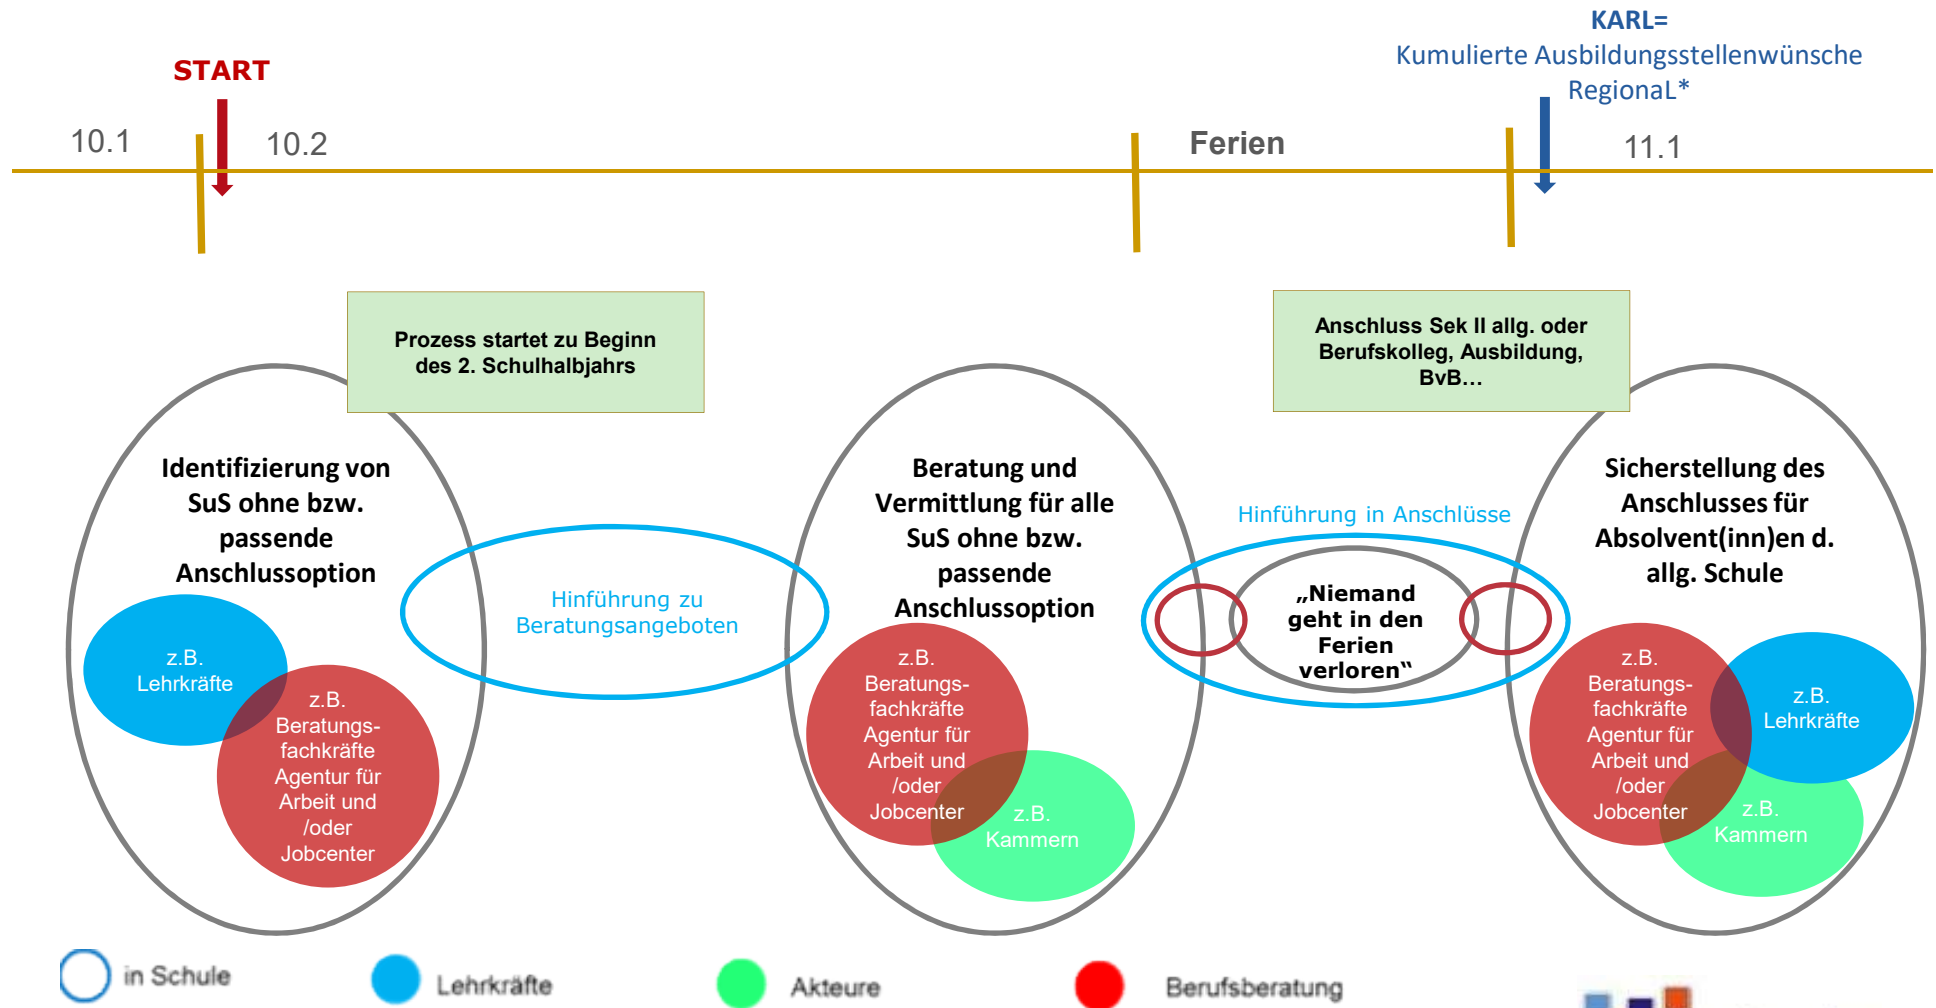 KARL=
Kumulierte Ausbildungsstellenwünsche
RegionaL*
START
10.1
10.2
Ferien
11.1
Prozess startet zu Beginn
des 2. Schulhalbjahrs
Anschluss Sek II allg. oder
Berufskolleg, Ausbildung,
BvB...
Identifizierung von
SuS ohne bzw.
passende
Anschlussoption
z.B.
Lehrkräfte
z.B.
Beratungs-
fachkräfte
Agentur für
Arbeit und
/oder
Jobcenter
Hinführung zu
Beratungsangeboten
Beratung und
Vermittlung für alle
SuS ohne bzw.
passende
Anschlussoption
z.B.
Beratungs-
fachkräfte
Agentur für
Arbeit und
/oder
Jobcenter
z.B.
Kammern
Hinführung in Anschlüsse
„Niemand
geht in den
Ferien
verloren“
Sicherstellung des
Anschlusses für
Absolvent(inn)en d.
allg. Schule
z.B.
Beratungs-
fachkräfte
Agentur für
Arbeit und
/oder
Jobcenter
z.B.
Lehrkräfte
z.B.
Kammern
in Schule
Lehrkräfte
Akteure
Berufsberatung